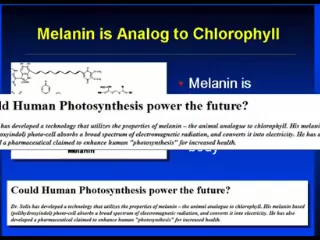 Melanin is Analog to Chlorophyll
Melanin is
ld Human Photosynthesis power the future?
has developed a technology that utilizes the properties of melanin – the animal analogue to chlorophyll. His melani
photo-cell absorbs a broad spectrum of electromagnetic radiation, and converts it into electricity. He has als
a pharmaceutical claimed to enhance human "photosynthesis" for increased health.
Melanin
body
Could Human Photosynthesis power the future?
Dr. Solis has developed a technology that utilizes the properties of melanin – the animal analogue to chlorophyll. His melanin based
photo-cell absorbs a broad spectrum of electromagnetic radiation, and converts it into electricity. He has also
developed a pharmaceutical claimed to enhance human "photosynthesis" for increased health.